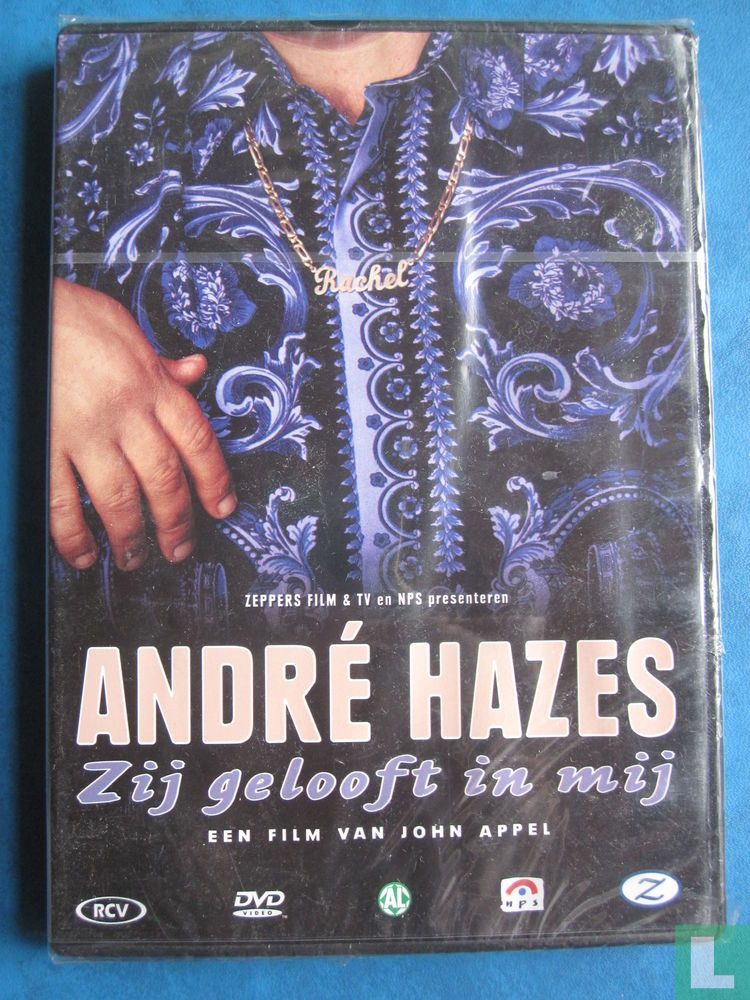 Rachel
ZEPPERS FILM & TV en NPS presenteren
ANDRÉ HAZES
Zij gelooft in mij
EEN FILM VAN JOHN APPEL
RCV DVD VIDEO AL NPS Z
L